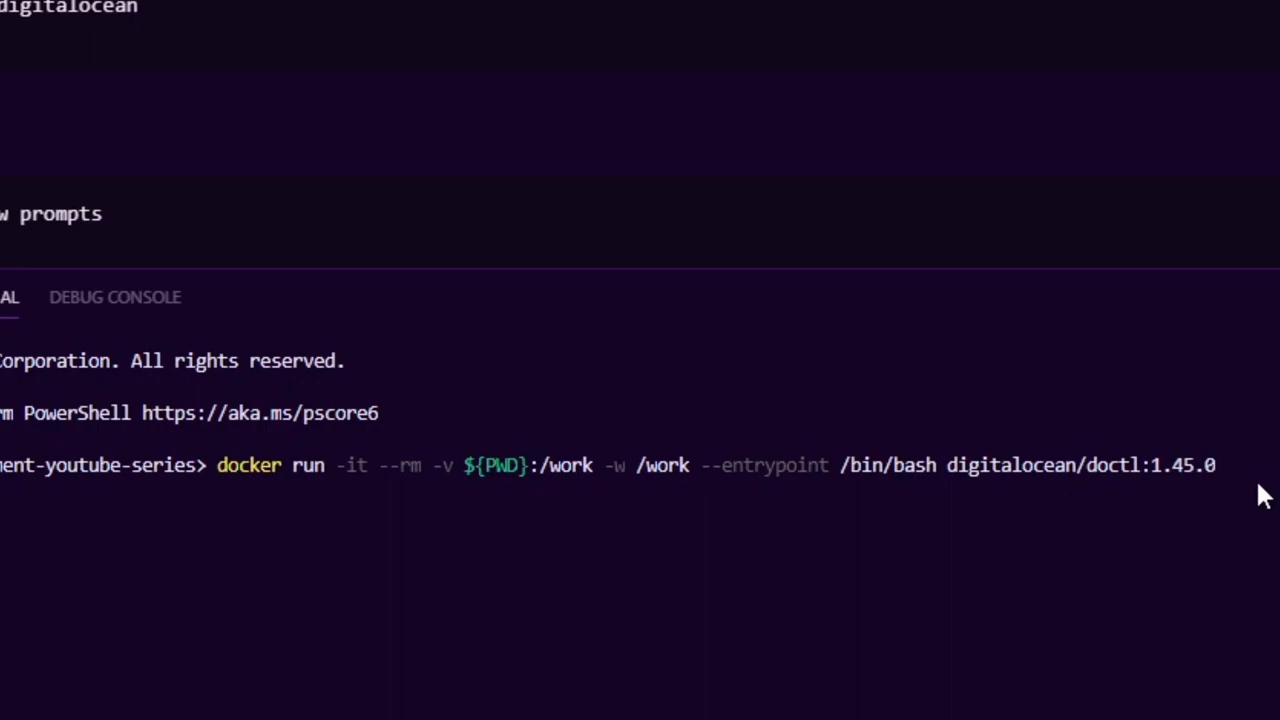 digitalocean
w prompts
AL DEBUG CONSOLE
Corporation. All rights reserved.
rm PowerShell https://aka.ms/pscore6
ment-youtube-series> docker run -it --rm -v ${PWD}:/work -w /work --entrypoint /bin/bash digitalocean/doctl:1.45.0